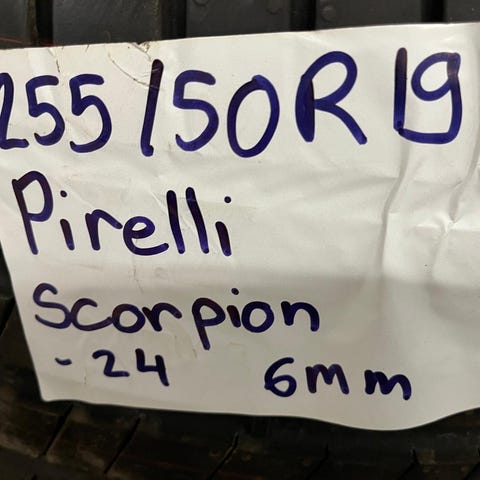 255/50R19
Pirelli
Scorpion
-24 6mm